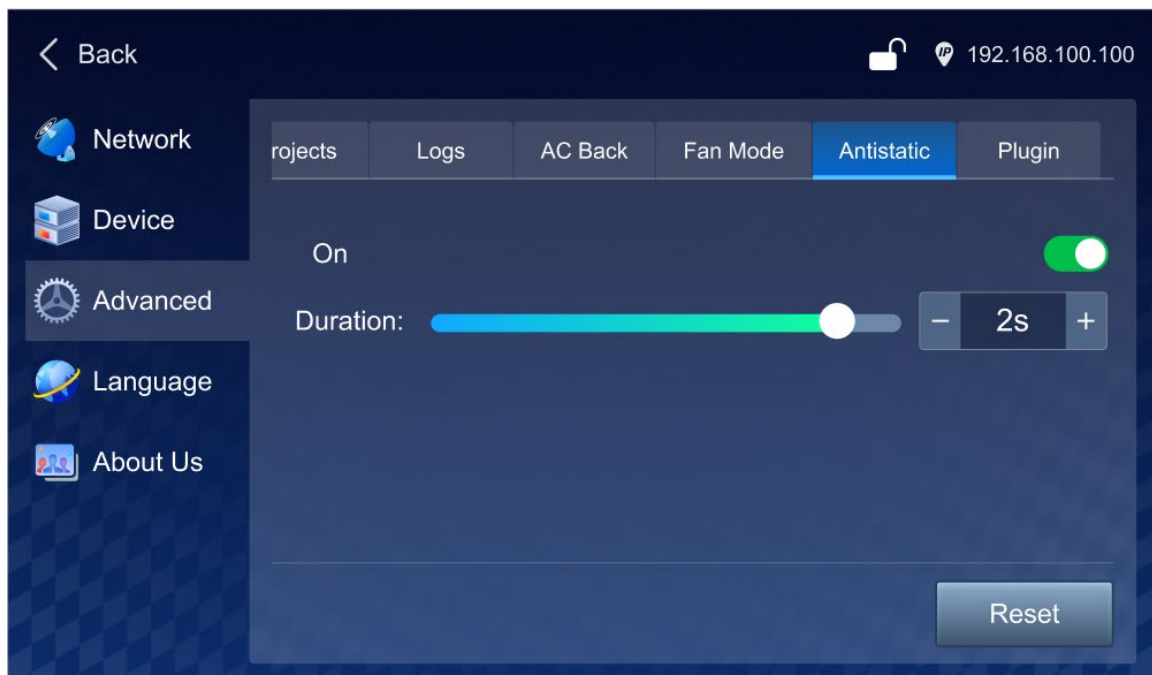 Back
IP 192.168.100.100
Network
Device
Advanced
Language
About Us
rojects Logs AC Back Fan Mode Antistatic Plugin
On
Duration: − 2s +
Reset